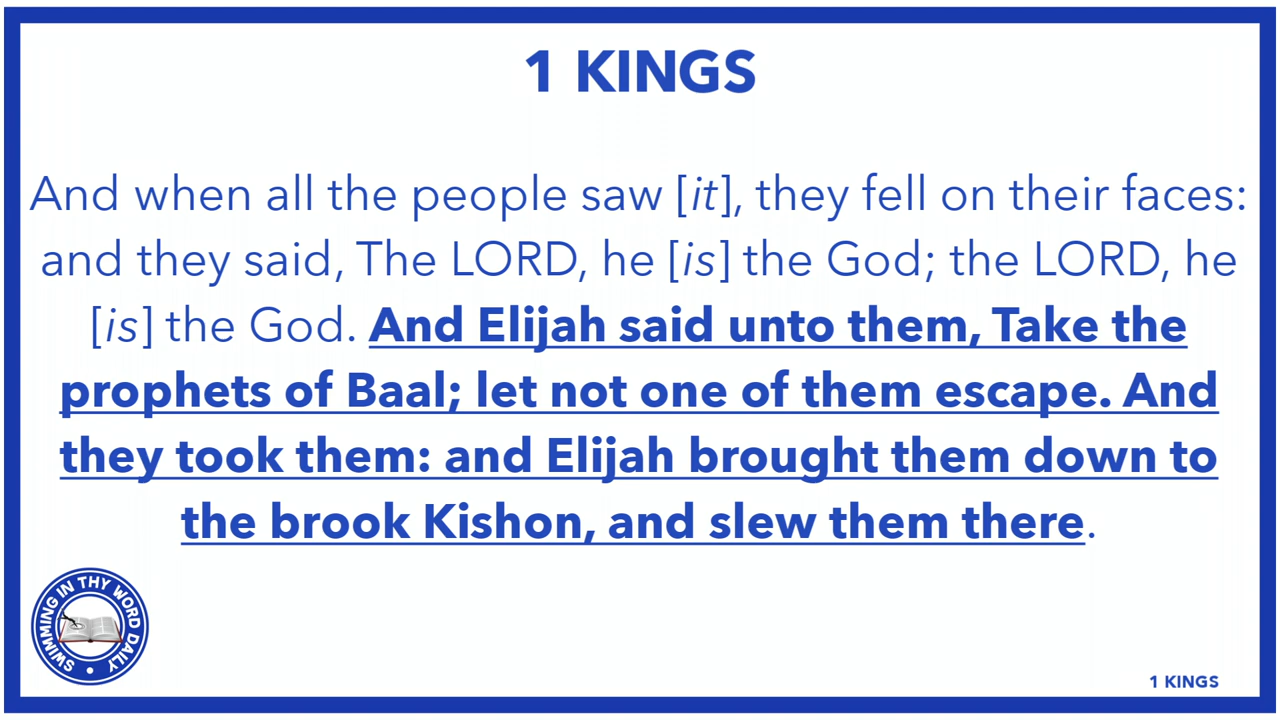 1 KINGS
And when all the people saw [it], they fell on their faces:
and they said, The LORD, he [is] the God; the LORD, he
[is] the God. And Elijah said unto them, Take the
prophets of Baal; let not one of them escape. And
they took them: and Elijah brought them down to
the brook Kishon, and slew them there.
SWIMMING IN THY WORD DAILY
1 KINGS